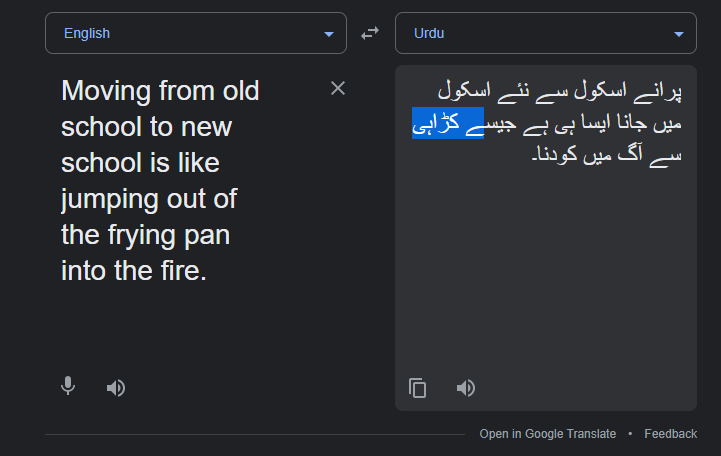 English
Urdu
Moving from old
school to new
school is like
jumping out of
the frying pan
into the fire.
پرانے اسکول سے نئے اسکول
میں جانا ایسا ہی ہے جیسے کڑاہی
سے آگ میں کودنا۔
Open in Google Translate • Feedback